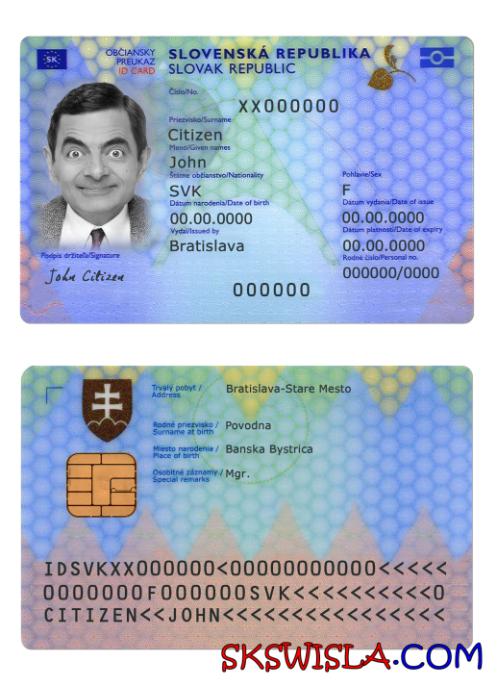 SK
OBČIANSKY
PREUKAZ
ID CARD
SLOVENSKÁ REPUBLIKA
SLOVAK REPUBLIC
Číslo/No.
XX000000
Priezvisko/Surname
Citizen
Meno/Given names
John
Štátne občianstvo/Nationality
SVK
Pohlavie/Sex
F
Dátum narodenia/Date of birth
00.00.0000
Dátum vydania/Date of issue
00.00.0000
Vydal/Issued by
Bratislava
Dátum platnosti/Date of expiry
00.00.0000
Rodné číslo/Personal no.
000000/0000
Podpis držiteľa/Signature
John Citizen
000000
Trvalý pobyt /
Address
Bratislava-Stare Mesto
Rodné priezvisko /
Surname at birth
Povodna
Miesto narodenia /
Place of birth
Banska Bystrica
Osobitné záznamy /
Special remarks
Mgr.
IDSVKXX000000<00000000000<<<<<
0000000F000000SVK<<<<<<<<<<<0
CITIZEN<<JOHN<<<<<<<<<<<<<<<<<
SKSWISLA.COM